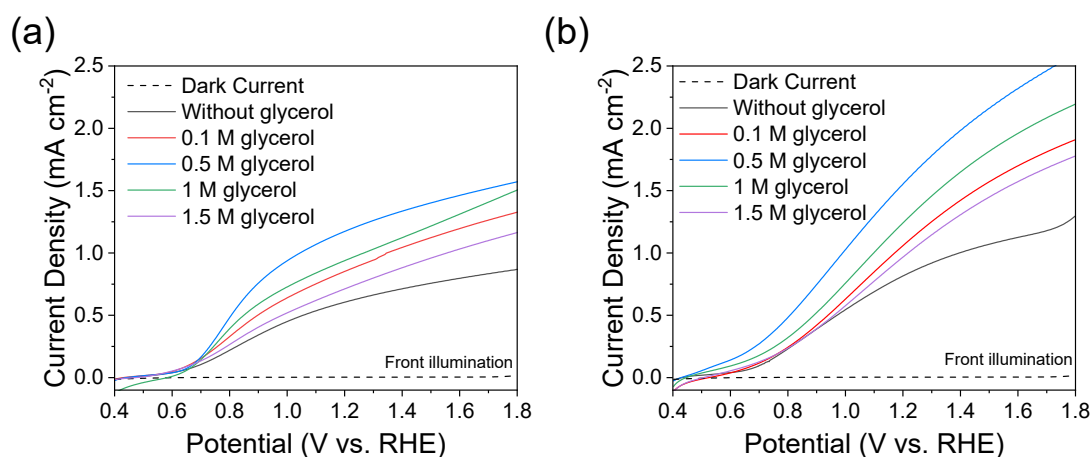 (a)
Current Density (mA cm⁻²)
2.5
2.0
1.5
1.0
0.5
0.0
Dark Current
Without glycerol
0.1 M glycerol
0.5 M glycerol
1 M glycerol
1.5 M glycerol
Front illumination
0.4 0.6 0.8 1.0 1.2 1.4 1.6 1.8
Potential (V vs. RHE)
(b)
Current Density (mA cm⁻²)
2.5
2.0
1.5
1.0
0.5
0.0
Dark Current
Without glycerol
0.1 M glycerol
0.5 M glycerol
1 M glycerol
1.5 M glycerol
Front illumination
0.4 0.6 0.8 1.0 1.2 1.4 1.6 1.8
Potential (V vs. RHE)